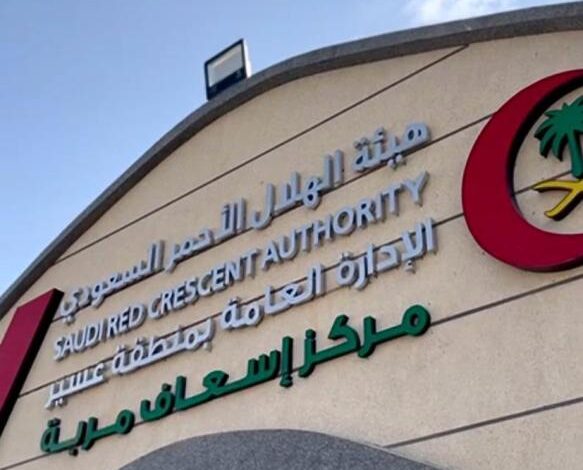 هيئة الهلال الأحمر السعودي
SAUDI RED CRESCENT AUTHORITY
الإدارة العامة بمنطقة عسير
مركز إسعاف مربة